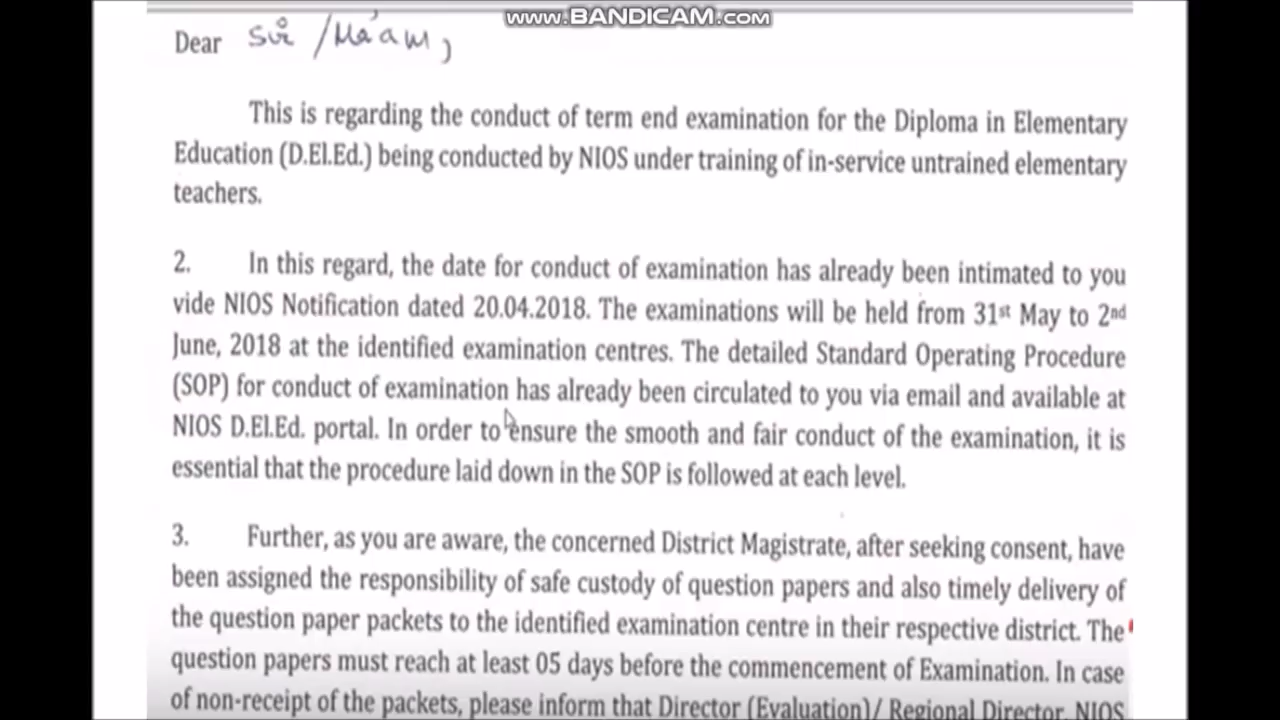 www.BANDICAM.com
Dear Sir /Ma'am,
This is regarding the conduct of term end examination for the Diploma in Elementary
Education (D.El.Ed.) being conducted by NIOS under training of in-service untrained elementary
teachers.
2. In this regard, the date for conduct of examination has already been intimated to you
vide NIOS Notification dated 20.04.2018. The examinations will be held from 31st May to 2nd
June, 2018 at the identified examination centres. The detailed Standard Operating Procedure
(SOP) for conduct of examination has already been circulated to you via email and available at
NIOS D.El.Ed. portal. In order to ensure the smooth and fair conduct of the examination, it is
essential that the procedure laid down in the SOP is followed at each level.
3. Further, as you are aware, the concerned District Magistrate, after seeking consent, have
been assigned the responsibility of safe custody of question papers and also timely delivery of
the question paper packets to the identified examination centre in their respective district. The
question papers must reach at least 05 days before the commencement of Examination. In case
of non-receipt of the packets, please inform that Director (Evaluation)/ Regional Director, NIOS